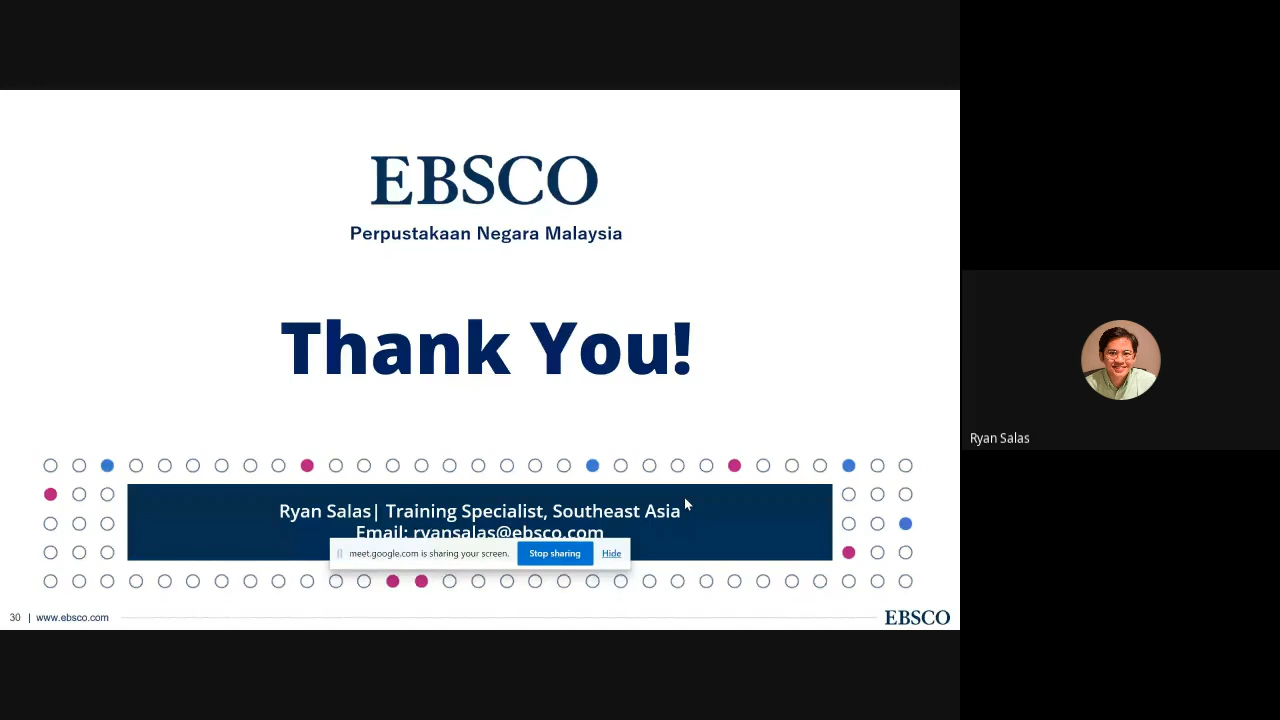 EBSCO
Perpustakaan Negara Malaysia
Thank You!
Ryan Salas| Training Specialist, Southeast Asia
Email: ryansalas@ebsco.com
meet.google.com is sharing your screen. Stop sharing Hide
30 | www.ebsco.com EBSCO
Ryan Salas